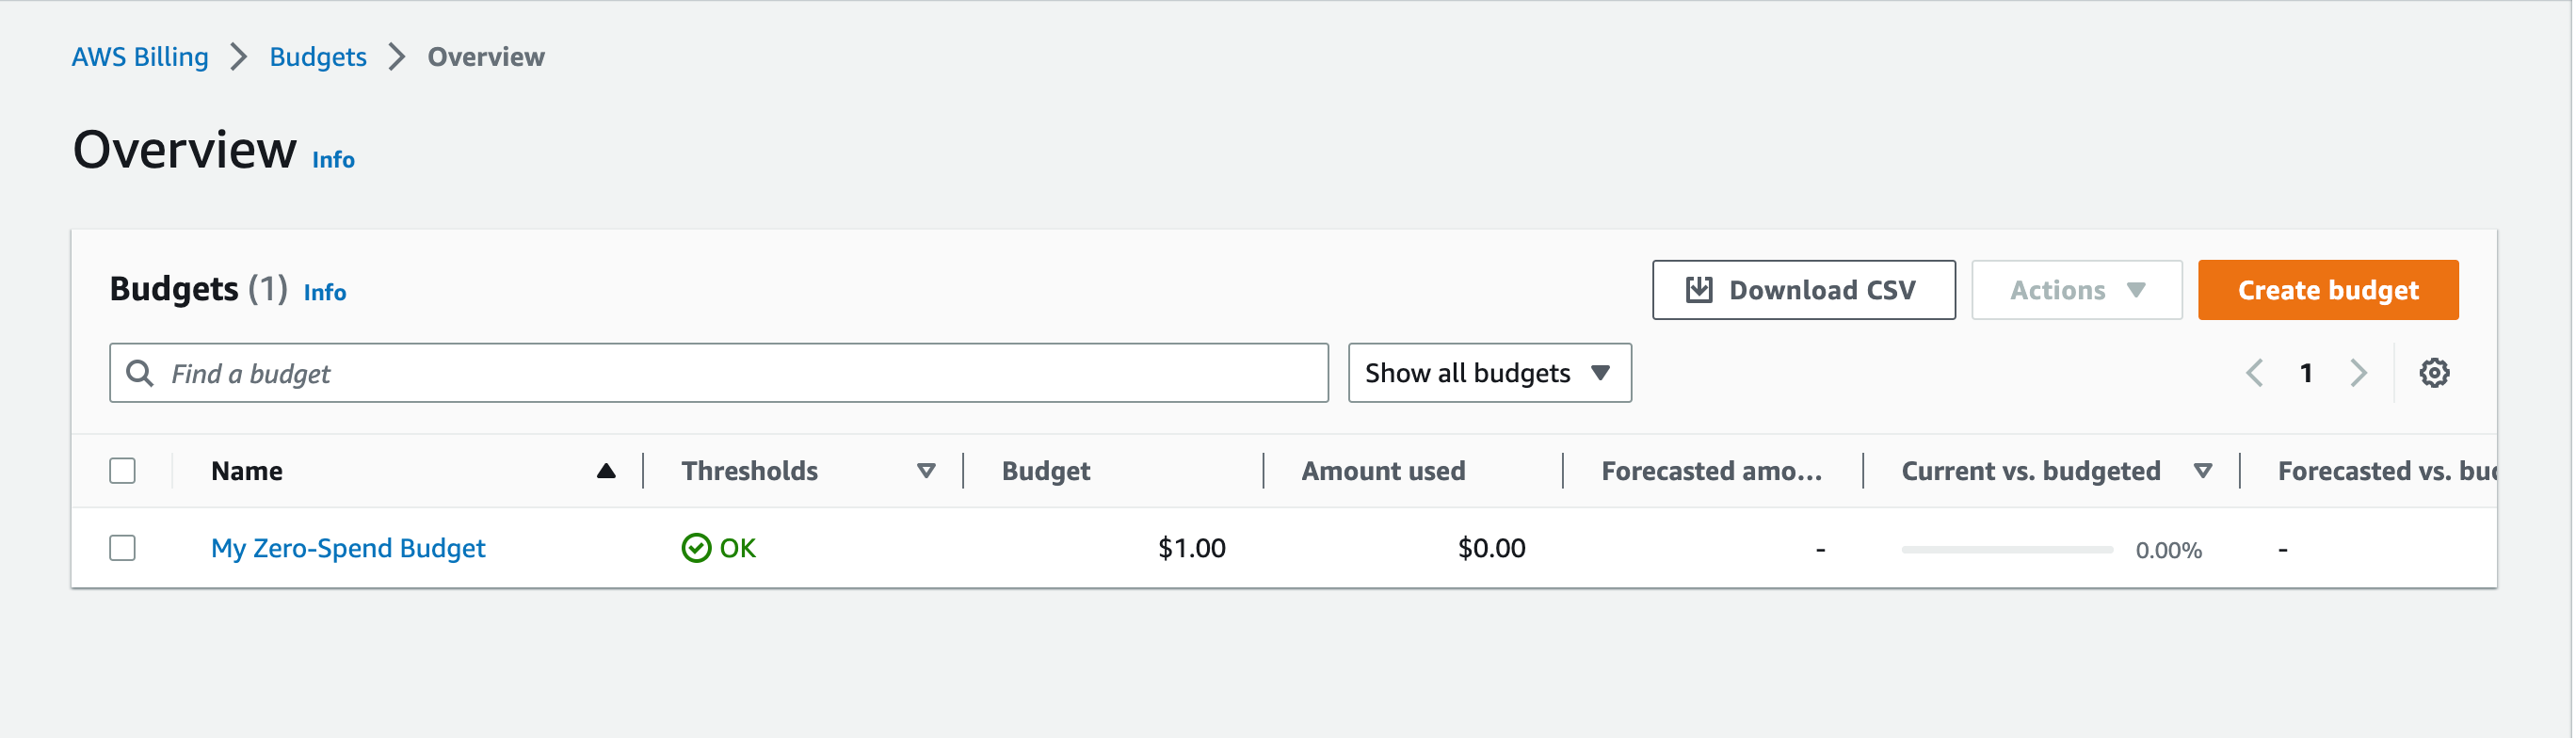 AWS Billing > Budgets > Overview
Overview Info
Budgets (1) Info
Download CSV Actions Create budget
Find a budget Show all budgets 1
Name Thresholds Budget Amount used Forecasted amo... Current vs. budgeted Forecasted vs. bu
My Zero-Spend Budget OK $1.00 $0.00 - 0.00% -